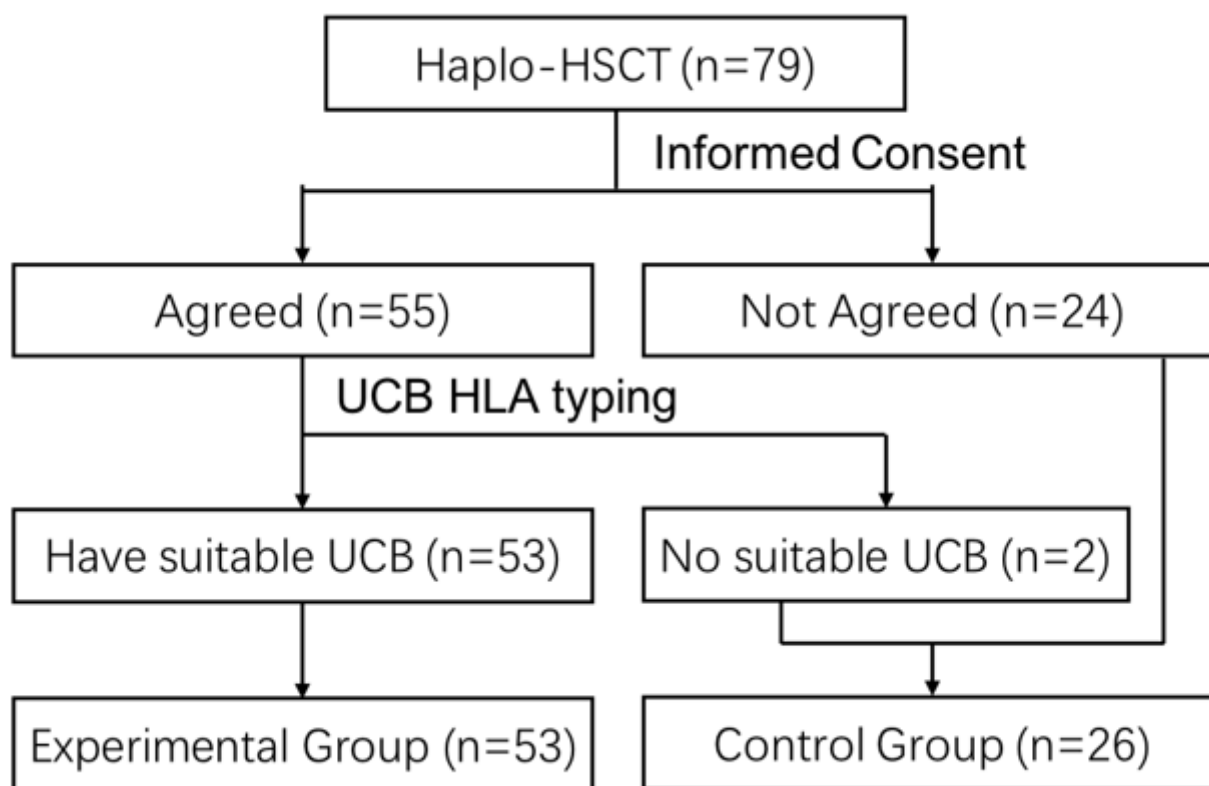 Haplo-HSCT (n=79)
Informed Consent
Agreed (n=55)
Not Agreed (n=24)
UCB HLA typing
Have suitable UCB (n=53)
No suitable UCB (n=2)
Experimental Group (n=53)
Control Group (n=26)